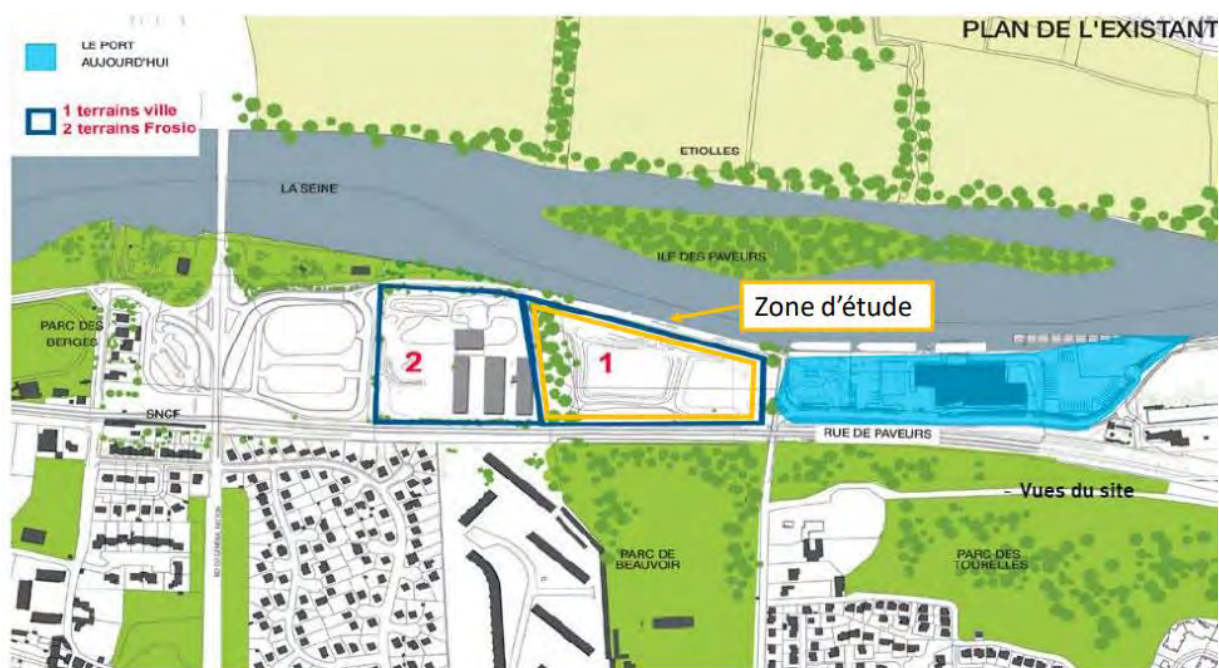 PLAN DE L'EXISTANT
LE PORT
AUJOURD'HUI
1 terrains ville
2 terrains Frosio
ETIOLLES
LA SEINE
ILE DES PAVEURS
Zone d'étude
PARC DES
BERGES
2
1
SNCF
RUE DE PAVEURS
Vues du site
PARC DE
BEAUVOIR
PARC DES
TOURELLES